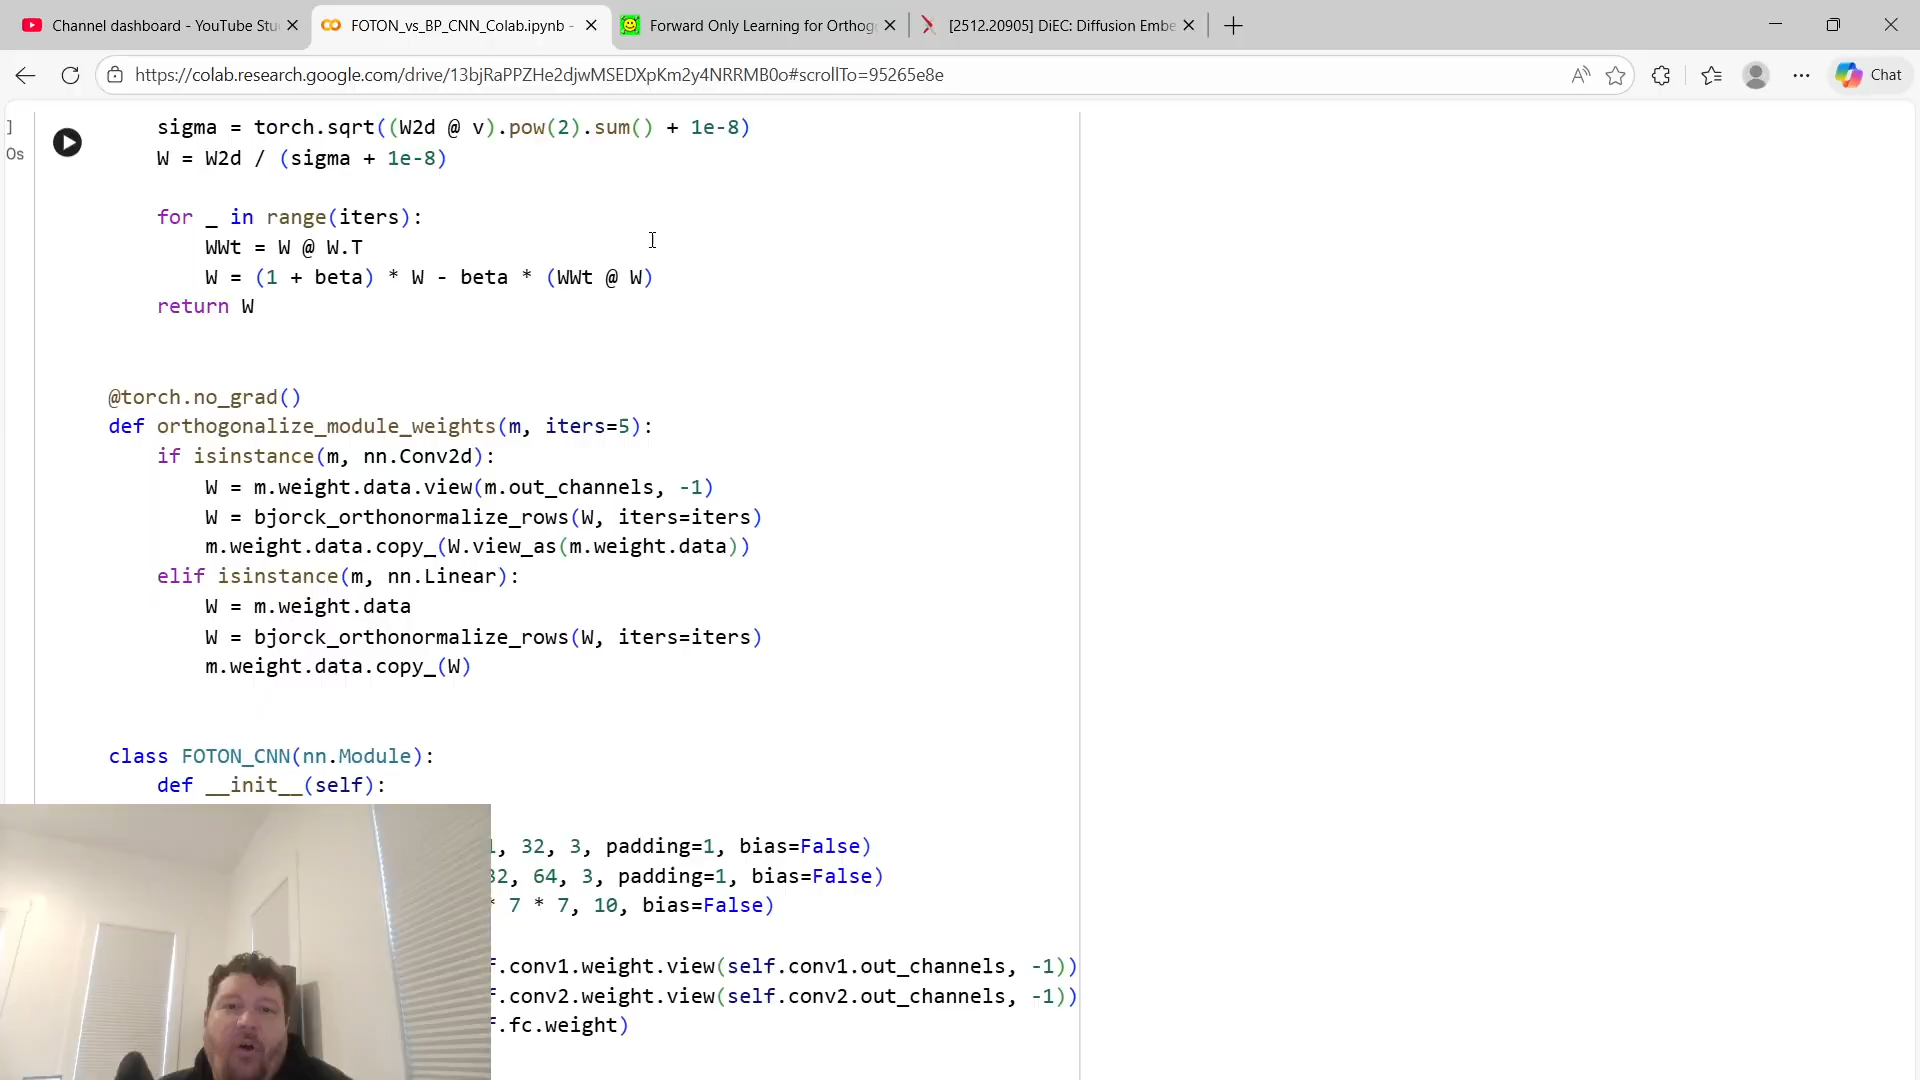 Channel dashboard - YouTube Stu
FOTON_vs_BP_CNN_Colab.ipynb -
Forward Only Learning for Orthog
[2512.20905] DiEC: Diffusion Embe
https://colab.research.google.com/drive/13bjRaPPZHe2djwMSEDXpKm2y4NRRMB0o#scrollTo=95265e8e
Chat
]
0s
sigma = torch.sqrt((W2d @ v).pow(2).sum() + 1e-8)
W = W2d / (sigma + 1e-8)
for _ in range(iters):
WWt = W @ W.T
W = (1 + beta) * W - beta * (WWt @ W)
return W
@torch.no_grad()
def orthogonalize_module_weights(m, iters=5):
if isinstance(m, nn.Conv2d):
W = m.weight.data.view(m.out_channels, -1)
W = bjorck_orthonormalize_rows(W, iters=iters)
m.weight.data.copy_(W.view_as(m.weight.data))
elif isinstance(m, nn.Linear):
W = m.weight.data
W = bjorck_orthonormalize_rows(W, iters=iters)
m.weight.data.copy_(W)
class FOTON_CNN(nn.Module):
def __init__(self):
1, 32, 3, padding=1, bias=False)
32, 64, 3, padding=1, bias=False)
* 7 * 7, 10, bias=False)
f.conv1.weight.view(self.conv1.out_channels, -1))
f.conv2.weight.view(self.conv2.out_channels, -1))
f.fc.weight)